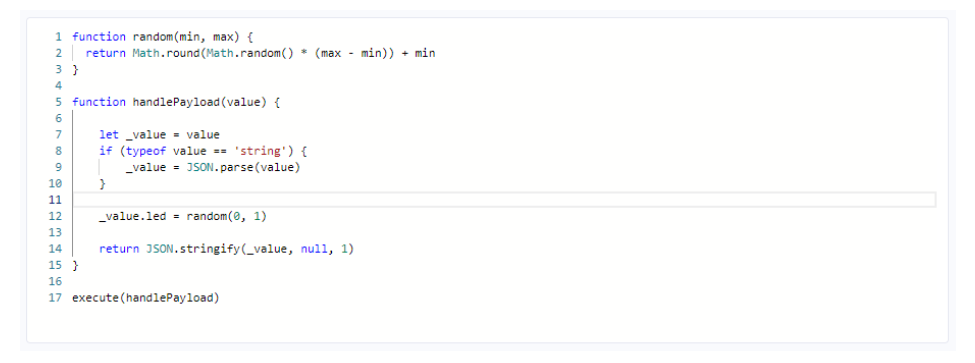 1 function random(min, max) {
2 return Math.round(Math.random() * (max - min)) + min
3 }
4
5 function handlePayload(value) {
6
7 let _value = value
8 if (typeof value == 'string') {
9 _value = JSON.parse(value)
10 }
11
12 _value.led = random(0, 1)
13
14 return JSON.stringify(_value, null, 1)
15 }
16
17 execute(handlePayload)